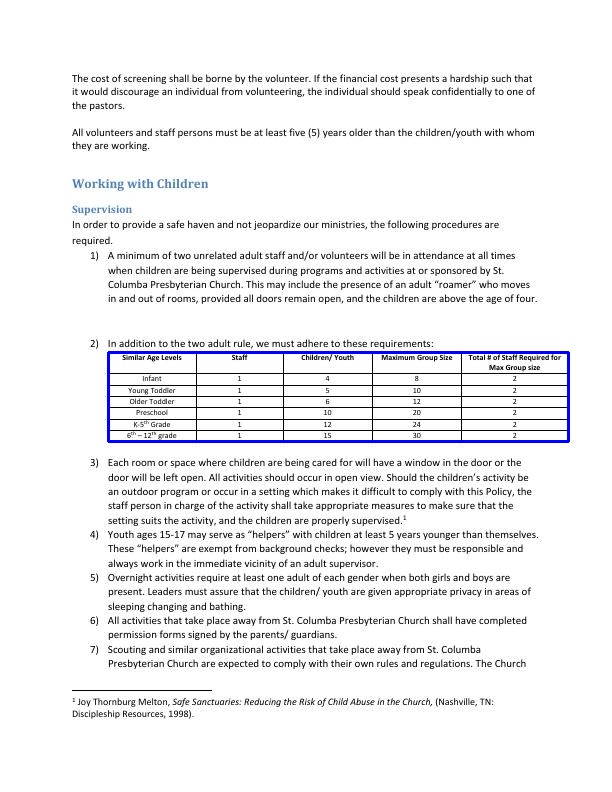 The cost of screening shall be borne by the volunteer. If the financial cost presents a hardship such that
it would discourage an individual from volunteering, the individual should speak confidentially to one of
the pastors.
All volunteers and staff persons must be at least five (5) years older than the children/youth with whom
they are working.
Working with Children
Supervision
In order to provide a safe haven and not jeopardize our ministries, the following procedures are
required.
1) A minimum of two unrelated adult staff and/or volunteers will be in attendance at all times
when children are being supervised during programs and activities at or sponsored by St.
Columba Presbyterian Church. This may include the presence of an adult “roamer” who moves
in and out of rooms, provided all doors remain open, and the children are above the age of four.
2) In addition to the two adult rule, we must adhere to these requirements:
Similar Age Levels Staff Children/ Youth Maximum Group Size Total # of Staff Required for
Max Group size
Infant 1 4 8 2
Young Toddler 1 5 10 2
Older Toddler 1 6 12 2
Preschool 1 10 20 2
K-5th Grade 1 12 24 2
6th – 12th grade 1 15 30 2
3) Each room or space where children are being cared for will have a window in the door or the
door will be left open. All activities should occur in open view. Should the children’s activity be
an outdoor program or occur in a setting which makes it difficult to comply with this Policy, the
staff person in charge of the activity shall take appropriate measures to make sure that the
setting suits the activity, and the children are properly supervised.1
4) Youth ages 15-17 may serve as “helpers” with children at least 5 years younger than themselves.
These “helpers” are exempt from background checks; however they must be responsible and
always work in the immediate vicinity of an adult supervisor.
5) Overnight activities require at least one adult of each gender when both girls and boys are
present. Leaders must assure that the children/ youth are given appropriate privacy in areas of
sleeping changing and bathing.
6) All activities that take place away from St. Columba Presbyterian Church shall have completed
permission forms signed by the parents/ guardians.
7) Scouting and similar organizational activities that take place away from St. Columba
Presbyterian Church are expected to comply with their own rules and regulations. The Church
1 Joy Thornburg Melton, Safe Sanctuaries: Reducing the Risk of Child Abuse in the Church, (Nashville, TN:
Discipleship Resources, 1998).